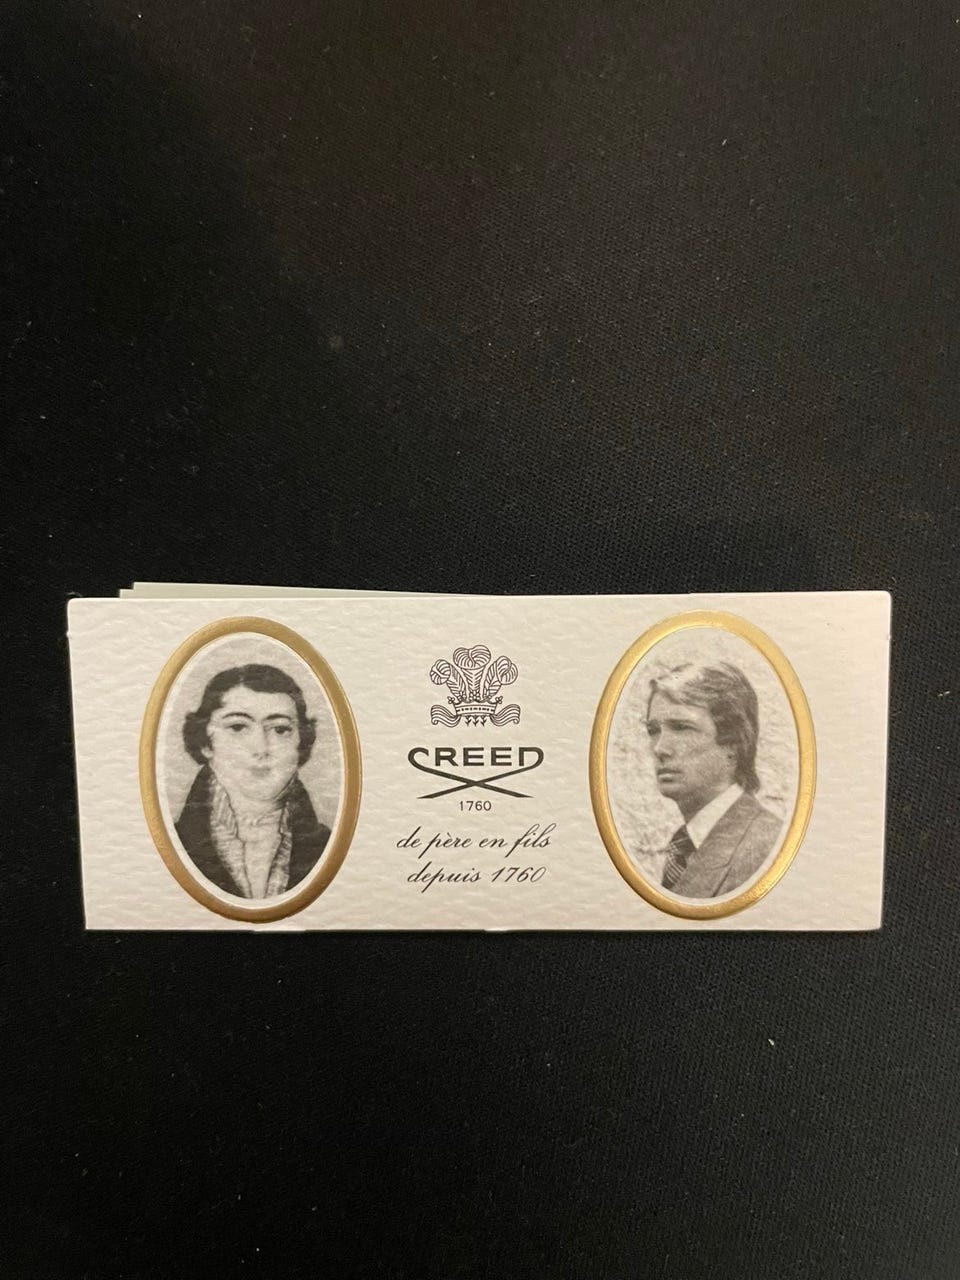 CREED
1760
de père en fils
depuis 1760